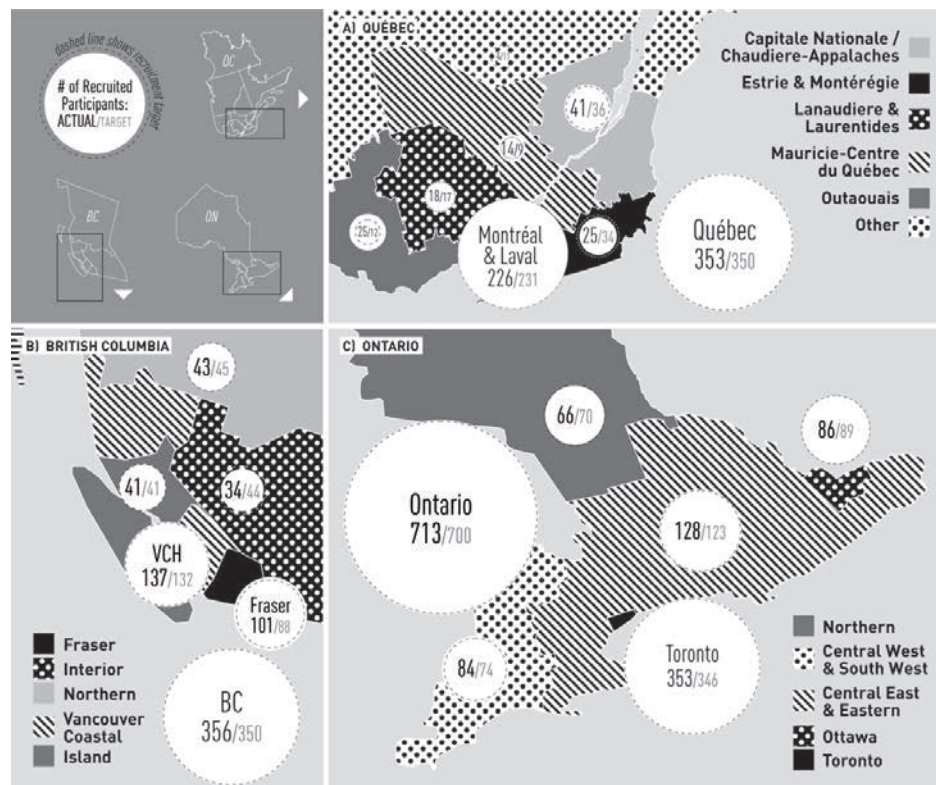 dashed line shows recruitment target
# of Recruited
Participants:
ACTUAL/TARGET
QC
BC
ON
A) QUÉBEC
41/36
14/9
18/17
25/12
25/34
Montréal
& Laval
226/231
Québec
353/350
Capitale Nationale /
Chaudiere-Appalaches
Estrie & Montérégie
Lanaudiere &
Laurentides
Mauricie-Centre
du Québec
Outaouais
Other
B) BRITISH COLUMBIA
43/45
41/41
34/44
VCH
137/132
Fraser
101/88
BC
356/350
Fraser
Interior
Northern
Vancouver
Coastal
Island
C) ONTARIO
66/70
86/89
Ontario
713/700
128/123
84/74
Toronto
353/346
Northern
Central West
& South West
Central East
& Eastern
Ottawa
Toronto